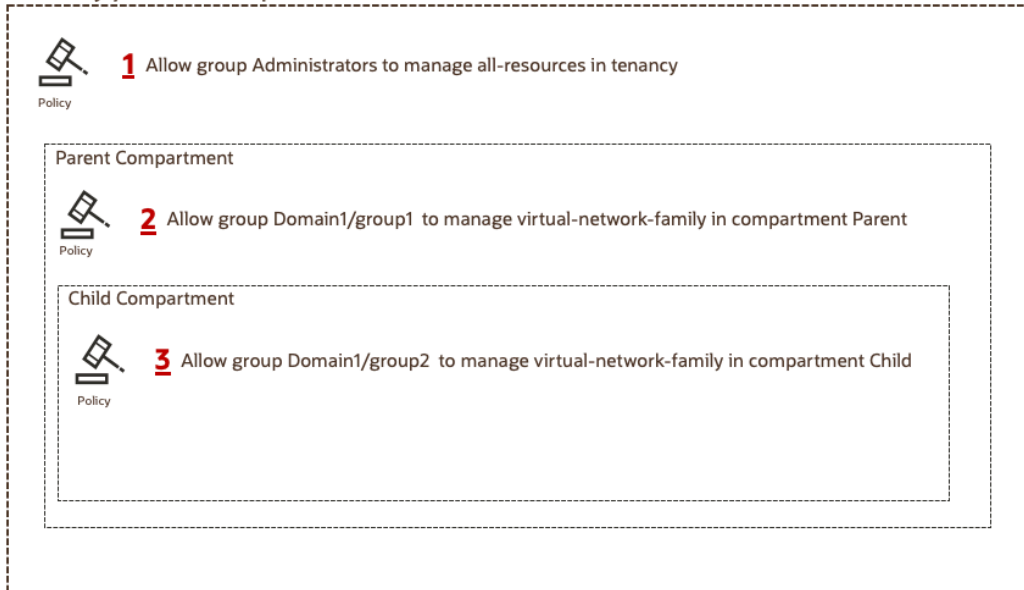 Policy
1 Allow group Administrators to manage all-resources in tenancy
Parent Compartment
Policy
2 Allow group Domain1/group1 to manage virtual-network-family in compartment Parent
Child Compartment
Policy
3 Allow group Domain1/group2 to manage virtual-network-family in compartment Child